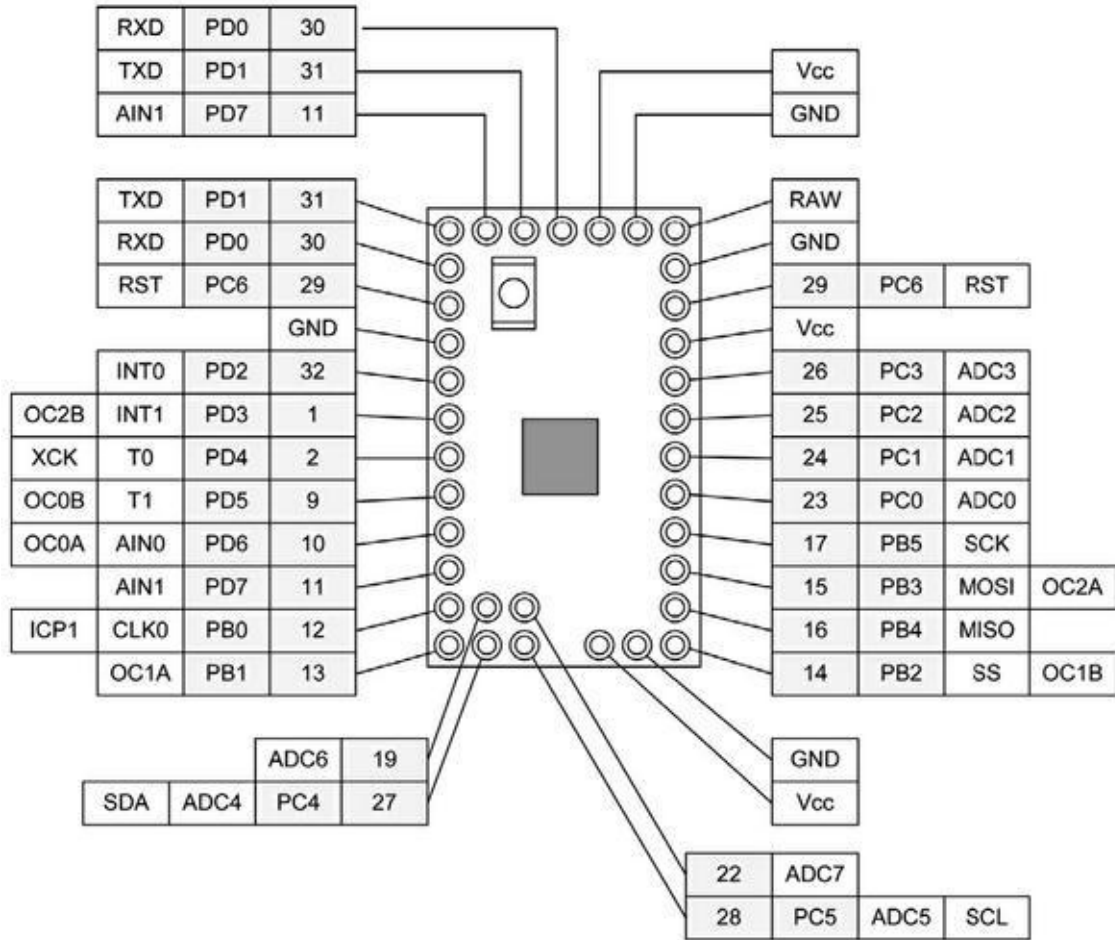 RXD PD0 30
TXD PD1 31
AIN1 PD7 11
Vcc
GND
TXD PD1 31
RXD PD0 30
RST PC6 29
GND
INT0 PD2 32
OC2B INT1 PD3 1
XCK T0 PD4 2
OC0B T1 PD5 9
OC0A AIN0 PD6 10
AIN1 PD7 11
ICP1 CLK0 PB0 12
OC1A PB1 13
RAW
GND
29 PC6 RST
Vcc
26 PC3 ADC3
25 PC2 ADC2
24 PC1 ADC1
23 PC0 ADC0
17 PB5 SCK
15 PB3 MOSI OC2A
16 PB4 MISO
14 PB2 SS OC1B
ADC6 19
SDA ADC4 PC4 27
GND
Vcc
22 ADC7
28 PC5 ADC5 SCL